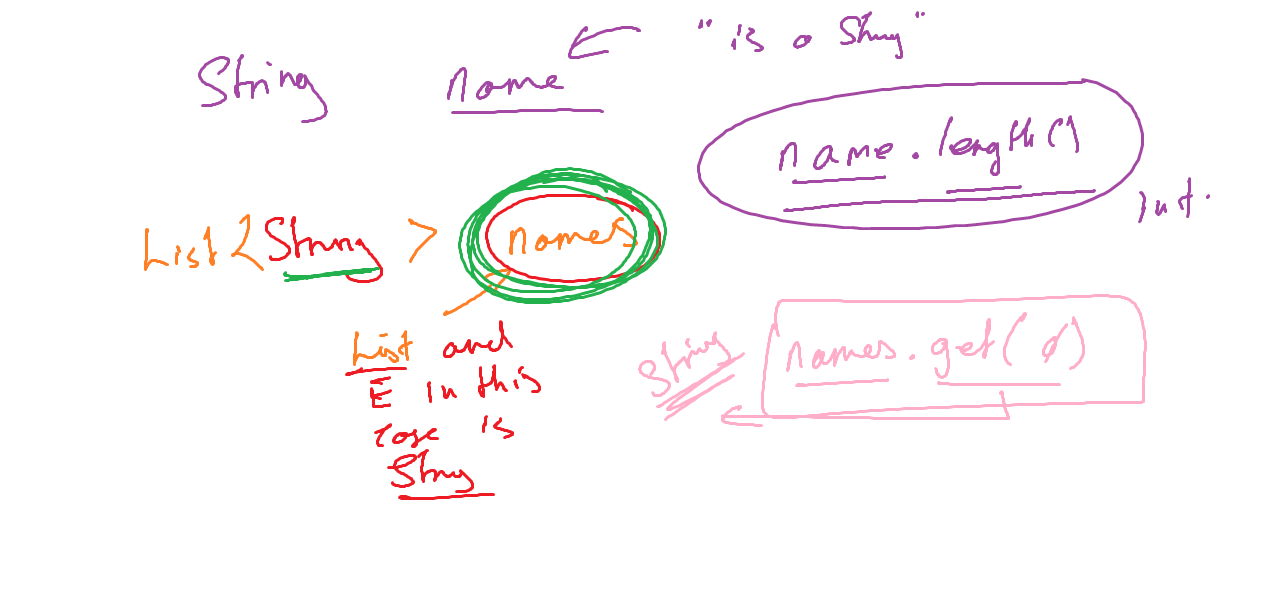 String name "is a String"
name.length()
int.
List<String> names
String names.get(0)
List and
E in this
case is
String